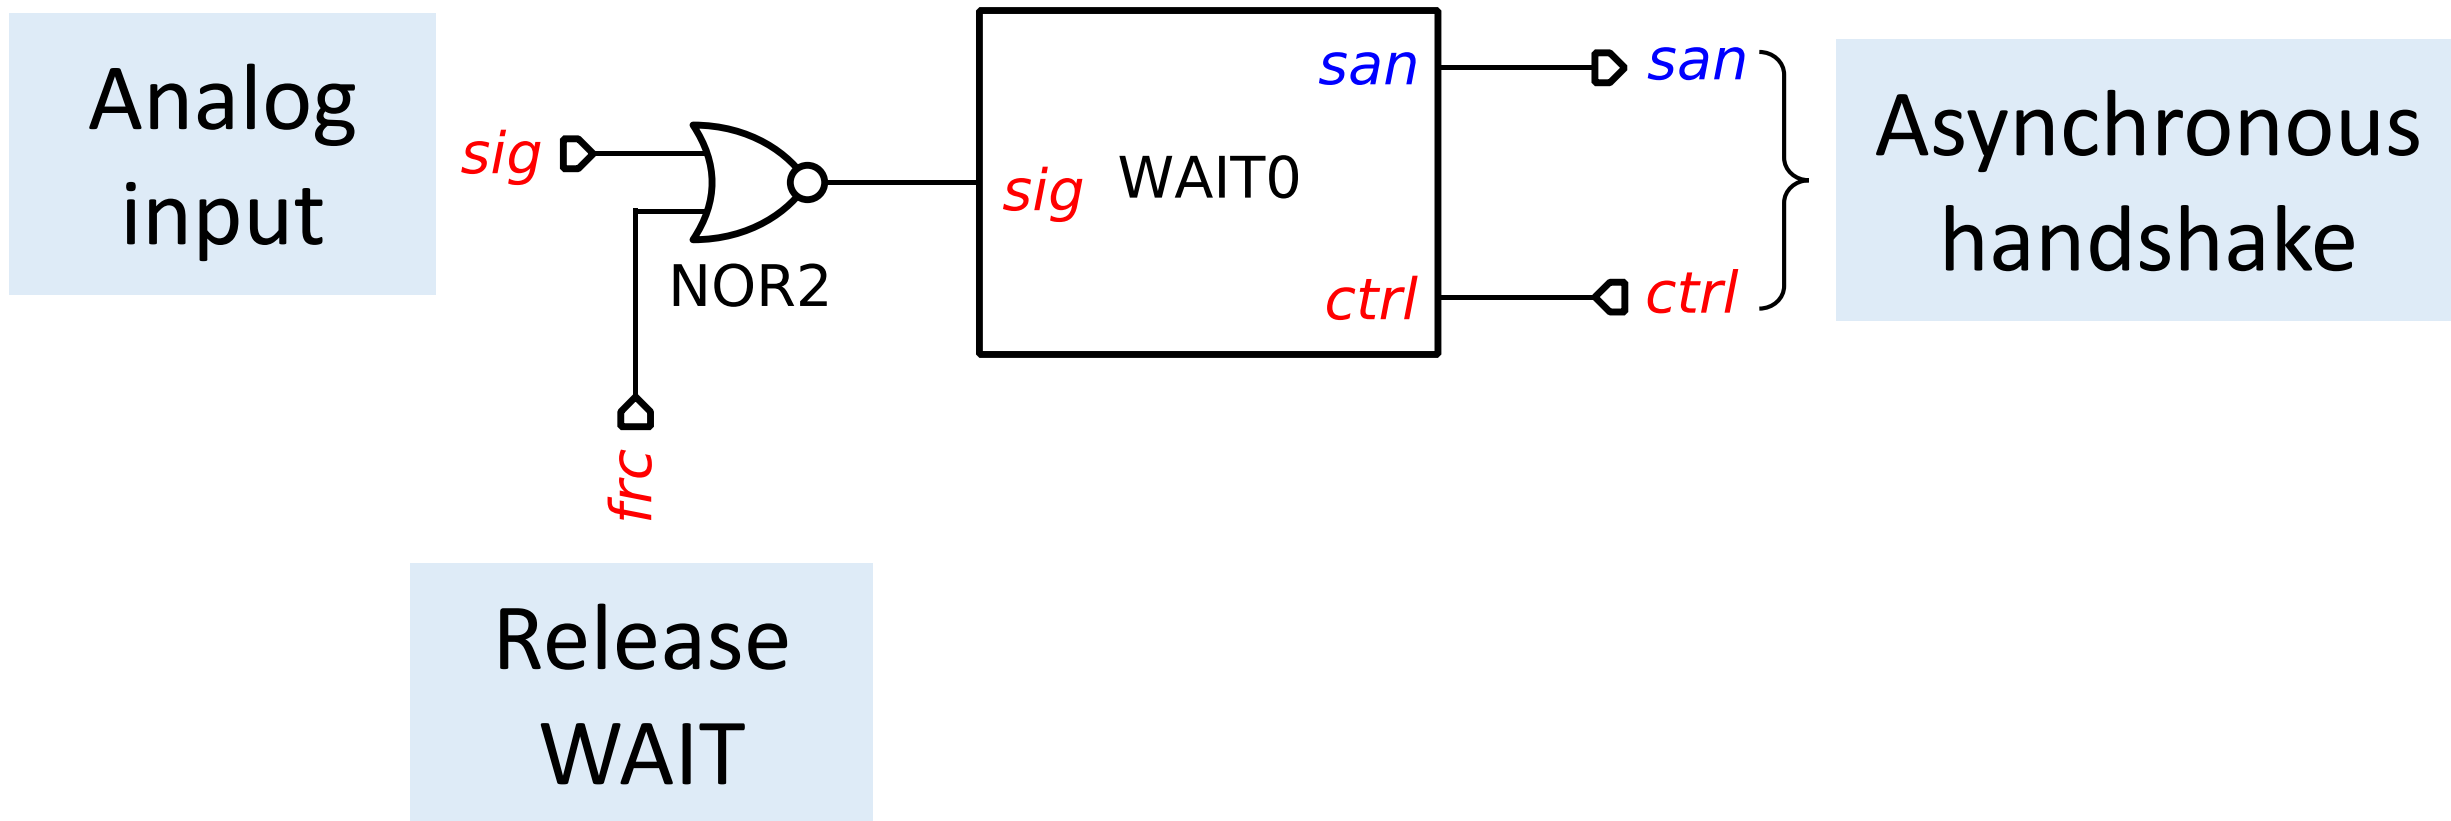 Analog
input
sig
frc
NOR2
Release
WAIT
sig
WAIT0
san
ctrl
san
ctrl
Asynchronous
handshake